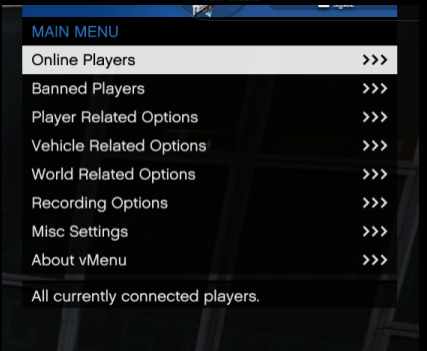 MAIN MENU
Online Players >>>
Banned Players >>>
Player Related Options >>>
Vehicle Related Options >>>
World Related Options >>>
Recording Options >>>
Misc Settings >>>
About vMenu >>>
All currently connected players.